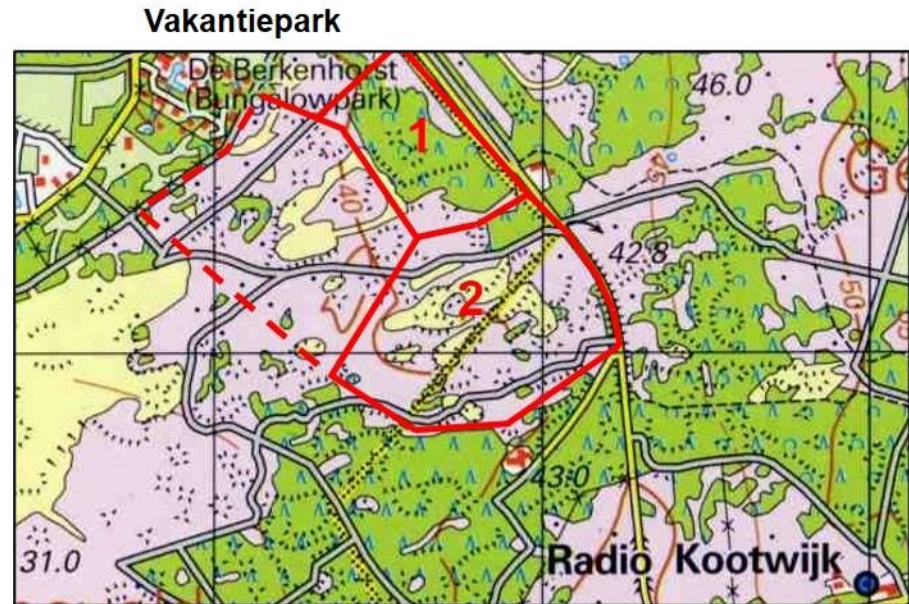 Vakantiepark
De Berkenhorst
(Bungalowpark)
46.0
1
45
Ge
40
42.8
2
50
43.0
31.0
Radio Kootwijk